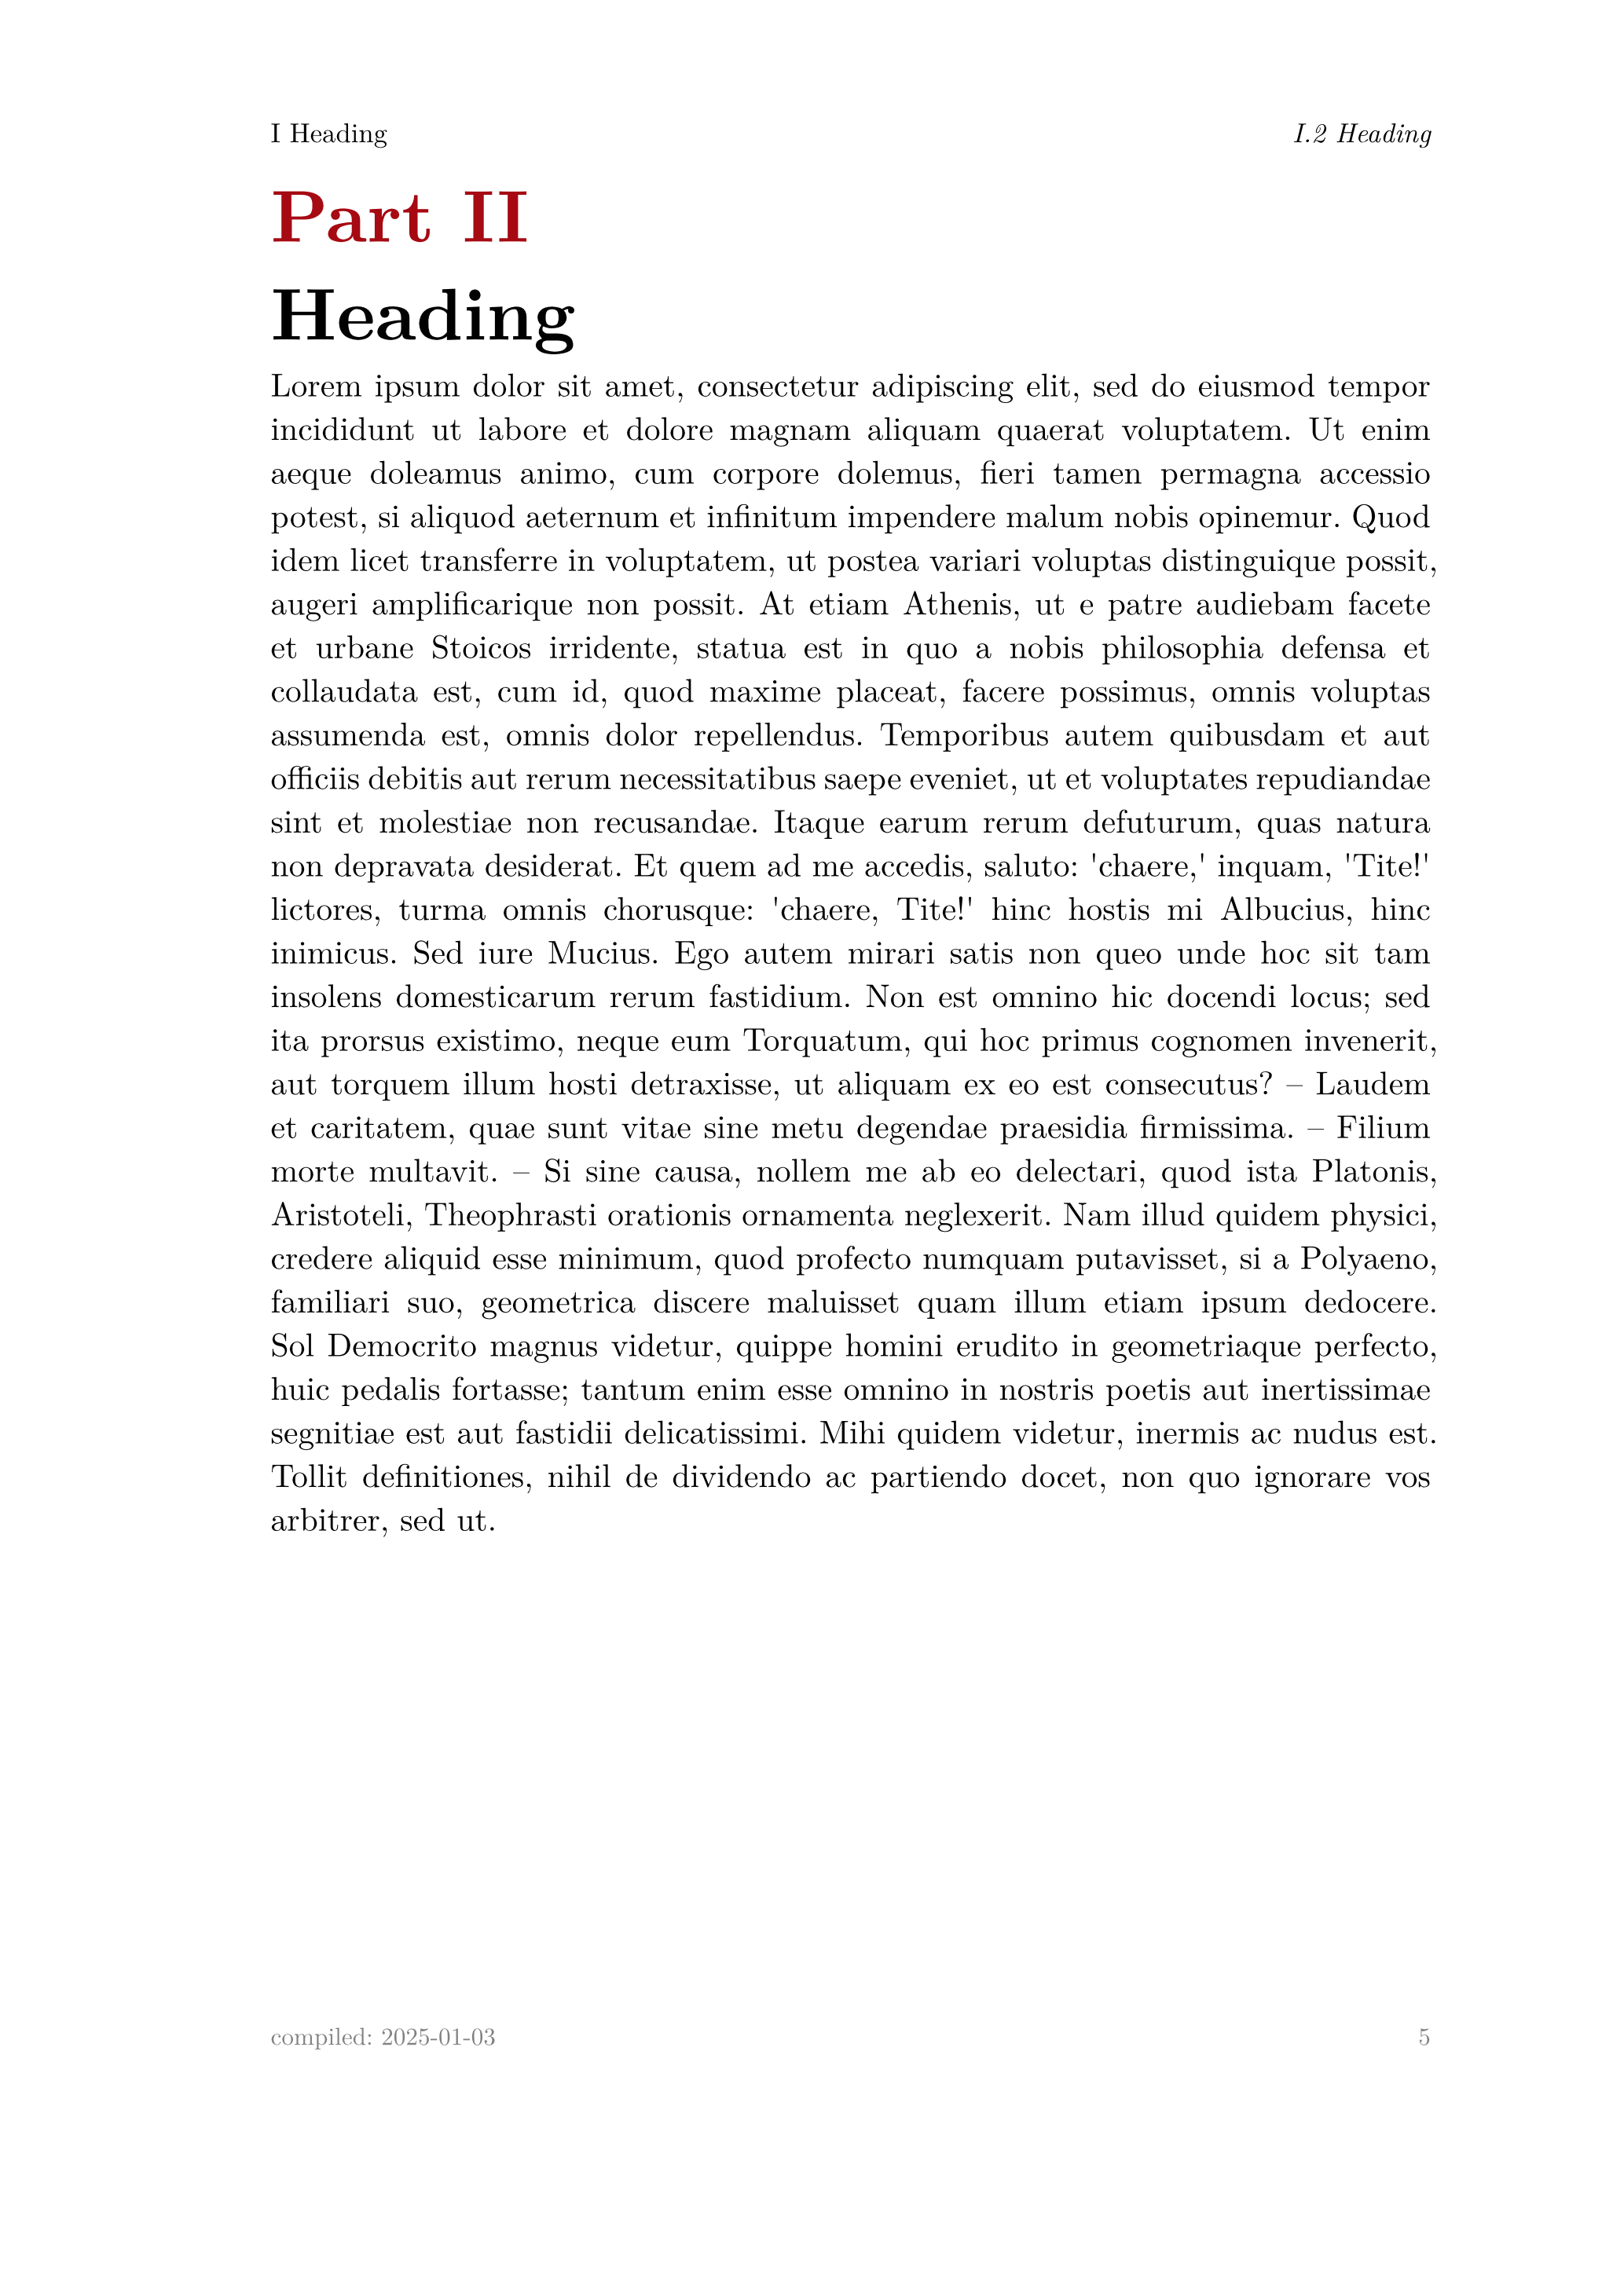 I Heading I.2 Heading
Part II
Heading
Lorem ipsum dolor sit amet, consectetur adipiscing elit, sed do eiusmod tempor
incididunt ut labore et dolore magnam aliquam quaerat voluptatem. Ut enim
aeque doleamus animo, cum corpore dolemus, fieri tamen permagna accessio
potest, si aliquod aeternum et infinitum impendere malum nobis opinemur. Quod
idem licet transferre in voluptatem, ut postea variari voluptas distinguique possit,
augeri amplificarique non possit. At etiam Athenis, ut e patre audiebam facete
et urbane Stoicos irridente, statua est in quo a nobis philosophia defensa et
collaudata est, cum id, quod maxime placeat, facere possimus, omnis voluptas
assumenda est, omnis dolor repellendus. Temporibus autem quibusdam et aut
officiis debitis aut rerum necessitatibus saepe eveniet, ut et voluptates repudiandae
sint et molestiae non recusandae. Itaque earum rerum defuturum, quas natura
non depravata desiderat. Et quem ad me accedis, saluto: 'chaere,' inquam, 'Tite!'
lictores, turma omnis chorusque: 'chaere, Tite!' hinc hostis mi Albucius, hinc
inimicus. Sed iure Mucius. Ego autem mirari satis non queo unde hoc sit tam
insolens domesticarum rerum fastidium. Non est omnino hic docendi locus; sed
ita prorsus existimo, neque eum Torquatum, qui hoc primus cognomen invenerit,
aut torquem illum hosti detraxisse, ut aliquam ex eo est consecutus? – Laudem
et caritatem, quae sunt vitae sine metu degendae praesidia firmissima. – Filium
morte multavit. – Si sine causa, nollem me ab eo delectari, quod ista Platonis,
Aristoteli, Theophrasti orationis ornamenta neglexerit. Nam illud quidem physici,
credere aliquid esse minimum, quod profecto numquam putavisset, si a Polyaeno,
familiari suo, geometrica discere maluisset quam illum etiam ipsum dedocere.
Sol Democrito magnus videtur, quippe homini erudito in geometriaque perfecto,
huic pedalis fortasse; tantum enim esse omnino in nostris poetis aut inertissimae
segnitiae est aut fastidii delicatissimi. Mihi quidem videtur, inermis ac nudus est.
Tollit definitiones, nihil de dividendo ac partiendo docet, non quo ignorare vos
arbitrer, sed ut.
compiled: 2025-01-03 5